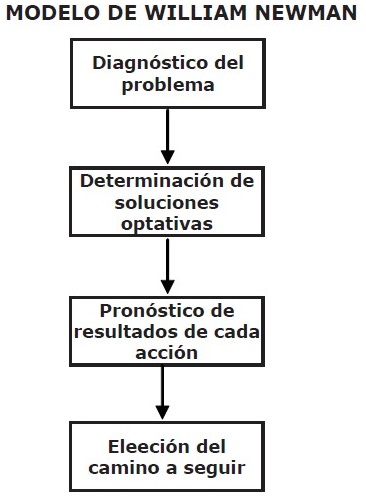 MODELO DE WILLIAM NEWMAN
Diagnóstico del
problema
Determinación de
soluciones
optativas
Pronóstico de
resultados de cada
acción
Eleeción del
camino a seguir